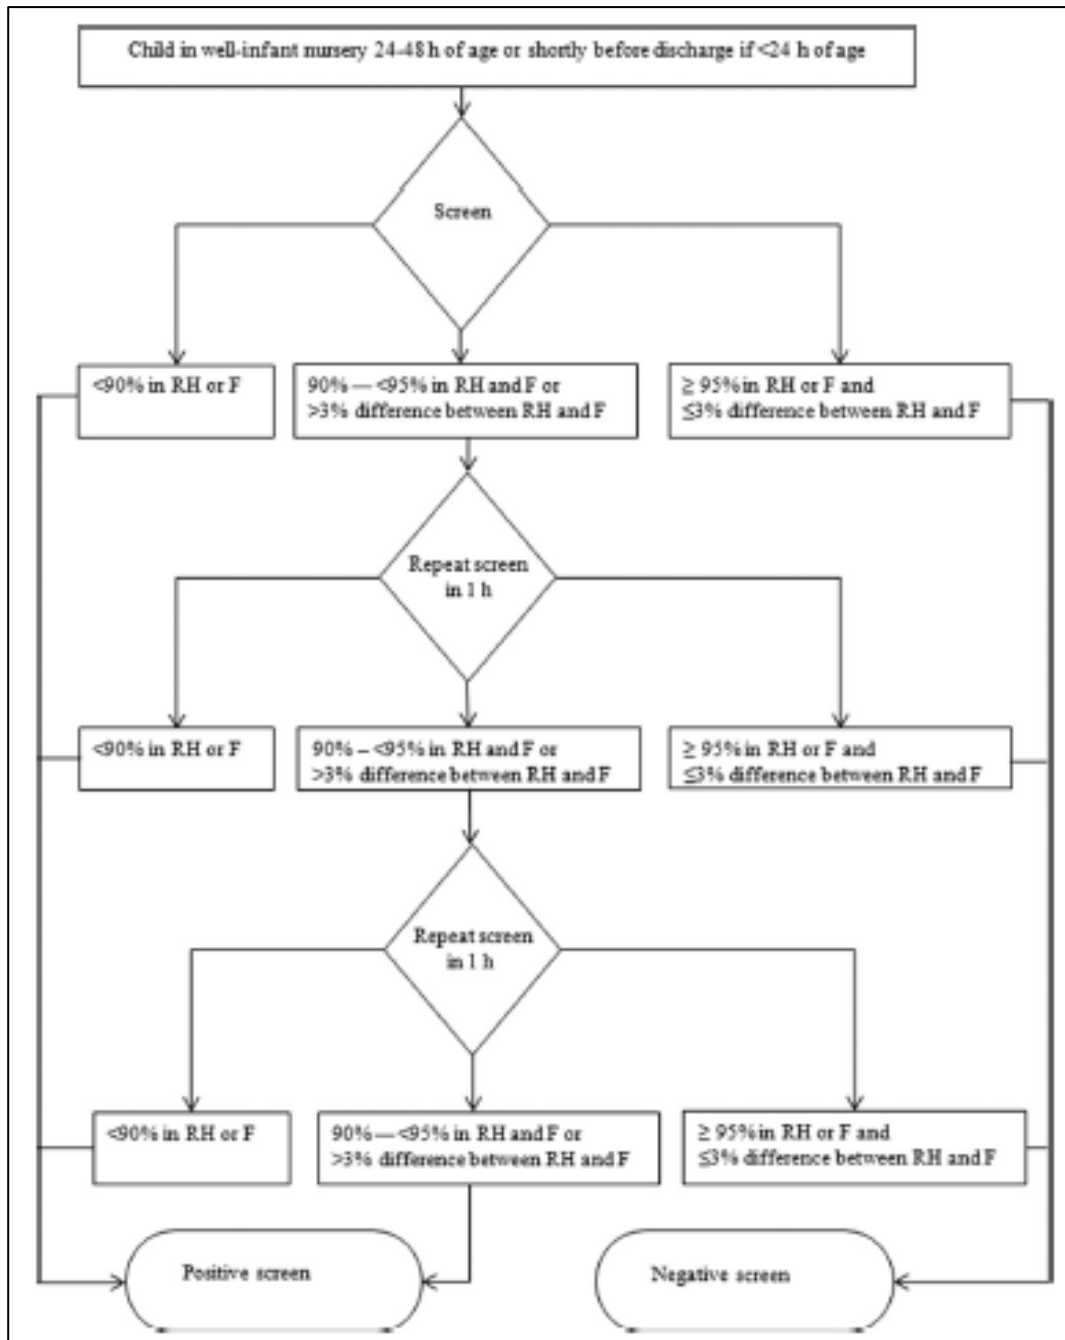 Child in well-infant nursery 24-48 h of age or shortly before discharge if <24 h of age
Screen
<90% in RH or F
90% — <95% in RH and F or
>3% difference between RH and F
≥ 95% in RH or F and
≤3% difference between RH and F
Repeat screen
in 1 h
<90% in RH or F
90% – <95% in RH and F or
>3% difference between RH and F
≥ 95% in RH or F and
≤3% difference between RH and F
Repeat screen
in 1 h
<90% in RH or F
90% — <95% in RH and F or
>3% difference between RH and F
≥ 95% in RH or F and
≤3% difference between RH and F
Positive screen
Negative screen